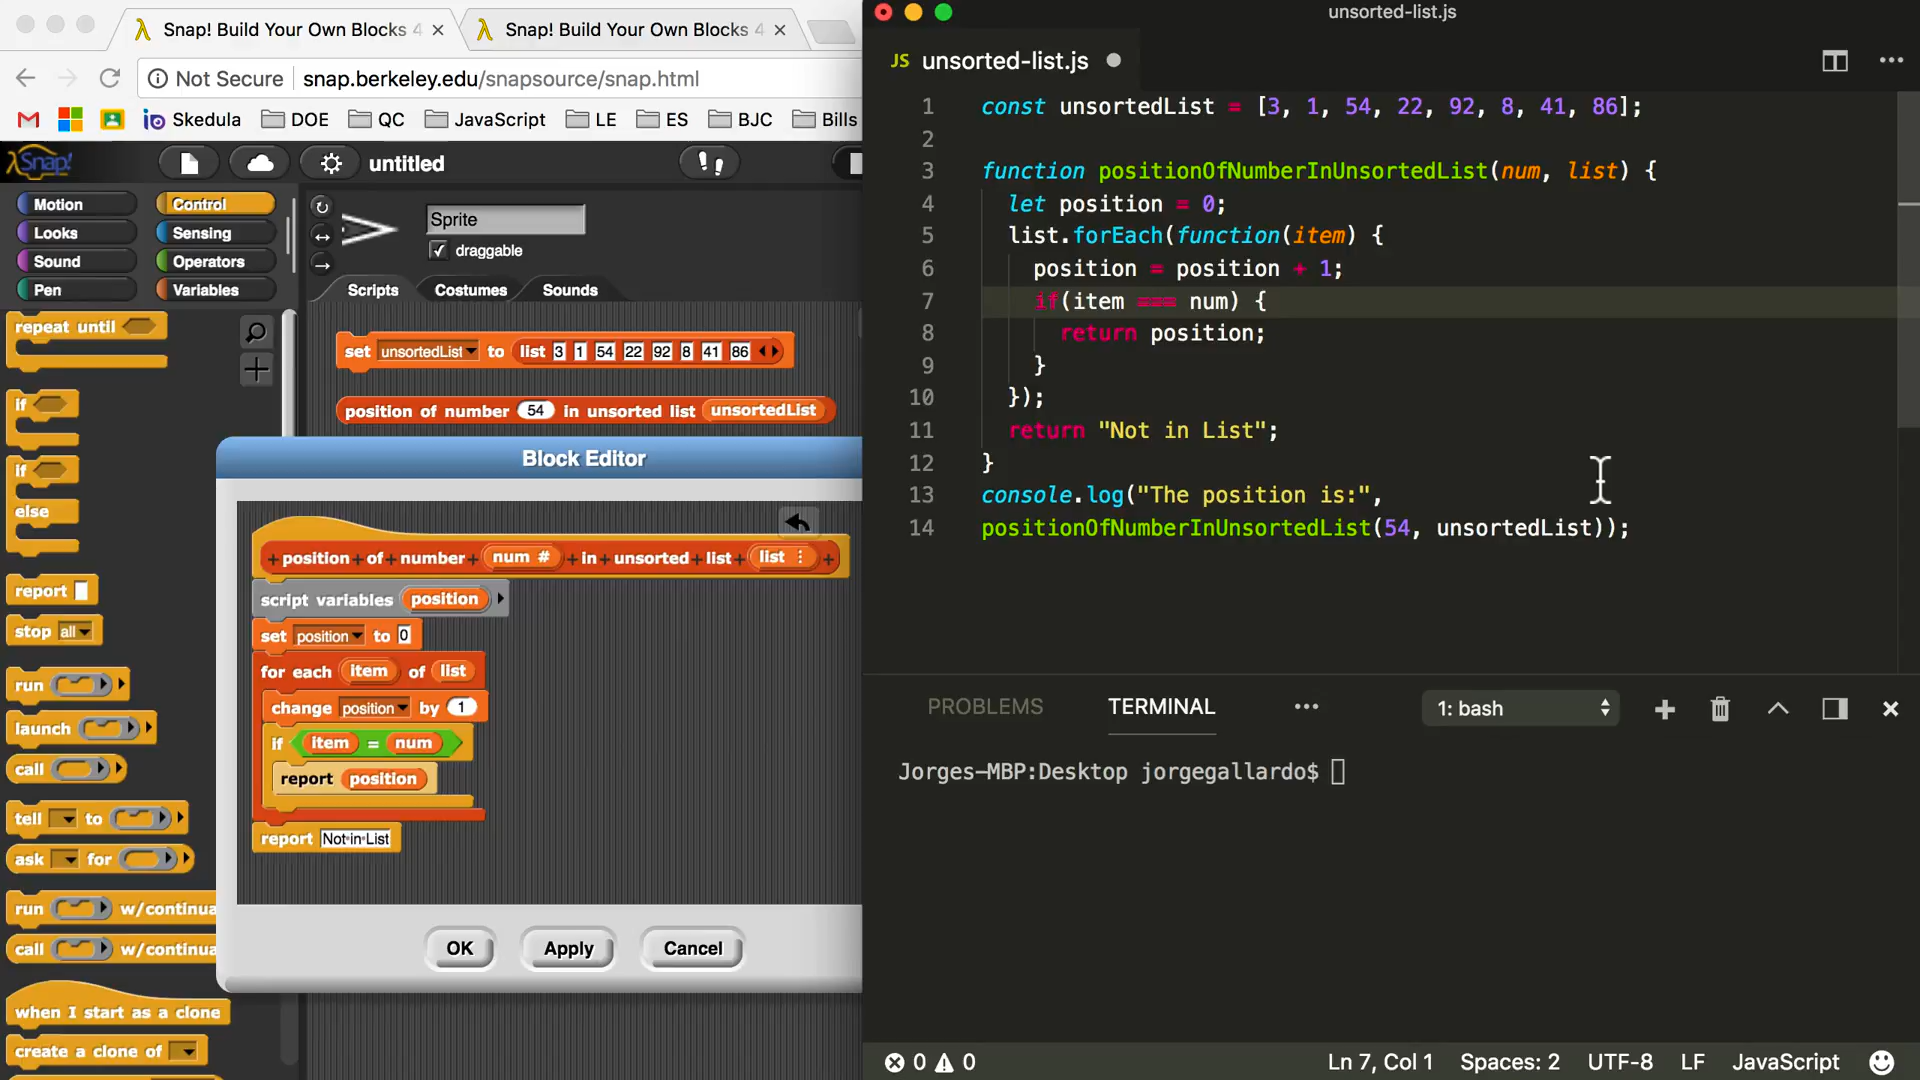 Snap! Build Your Own Blocks 4
Snap! Build Your Own Blocks 4
Not Secure
snap.berkeley.edu/snapsource/snap.html
Skedula DOE QC JavaScript LE ES BJC Bills
Snap!
untitled
Motion
Control
Looks
Sensing
Sound
Operators
Pen
Variables
Sprite
draggable
Scripts Costumes Sounds
repeat until
if
if
else
report
stop all
run
launch
call
tell to
ask for
run w/continua
call w/continua
when I start as a clone
create a clone of
set unsortedList to list 3 1 54 22 92 8 41 86
position of number 54 in unsorted list unsortedList
Block Editor
+ position + of + number + num # + in + unsorted + list + list ⋮ +
script variables position
set position to 0
for each item of list
change position by 1
if item = num
report position
report Not in List
OK Apply Cancel
unsorted-list.js
JS unsorted-list.js
1 const unsortedList = [3, 1, 54, 22, 92, 8, 41, 86];
2
3 function positionOfNumberInUnsortedList(num, list) {
4 let position = 0;
5 list.forEach(function(item) {
6 position = position + 1;
7 if(item === num) {
8 return position;
9 }
10 });
11 return "Not in List";
12 }
13 console.log("The position is:",
14 positionOfNumberInUnsortedList(54, unsortedList));
PROBLEMS TERMINAL ••• 1: bash
Jorges-MBP:Desktop jorgegallardo$
0 0
Ln 7, Col 1 Spaces: 2 UTF-8 LF JavaScript